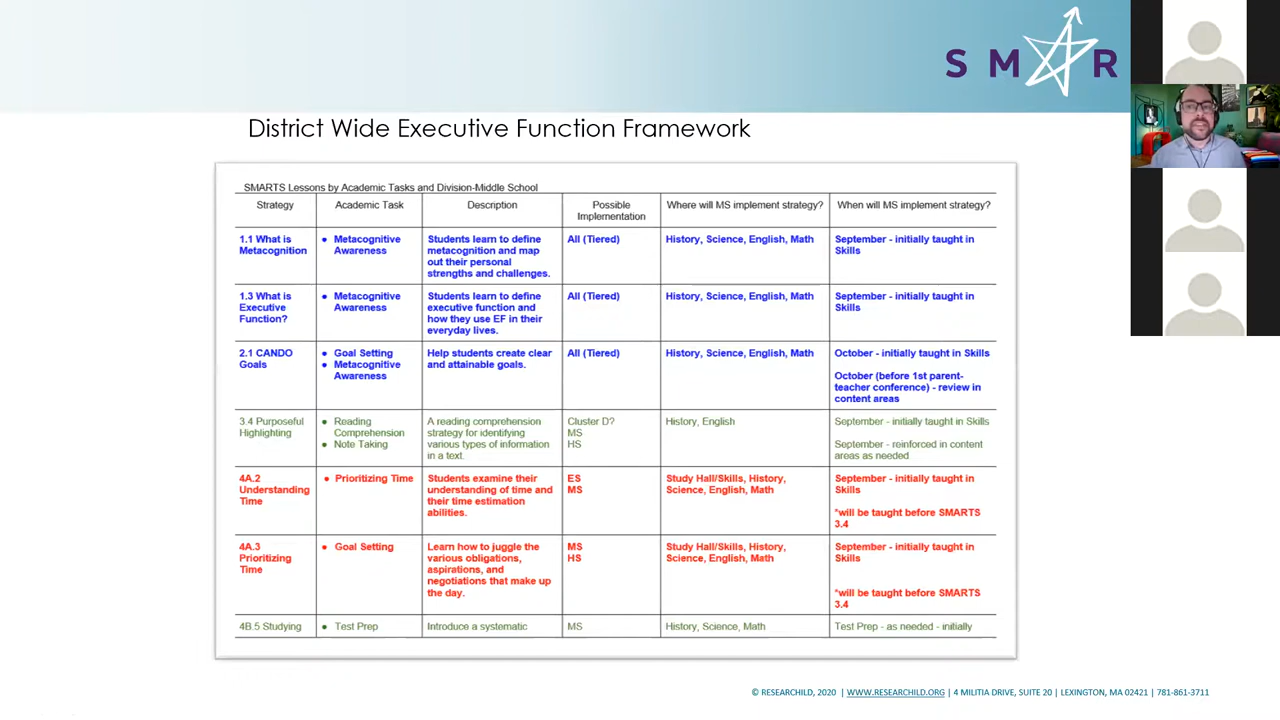 S M A R
District Wide Executive Function Framework
SMARTS Lessons by Academic Tasks and Division-Middle School
Strategy
Academic Task
Description
Possible
Implementation
Where will MS implement strategy?
When will MS implement strategy?
1.1 What is
Metacognition
• Metacognitive
Awareness
Students learn to define
metacognition and map
out their personal
strengths and challenges.
All (Tiered)
History, Science, English, Math
September - initially taught in
Skills
1.3 What is
Executive
Function?
• Metacognitive
Awareness
Students learn to define
executive function and
how they use EF in their
everyday lives.
All (Tiered)
History, Science, English, Math
September - initially taught in
Skills
2.1 CANDO
Goals
• Goal Setting
• Metacognitive
Awareness
Help students create clear
and attainable goals.
All (Tiered)
History, Science, English, Math
October - initially taught in Skills
October (before 1st parent-
teacher conference) - review in
content areas
3.4 Purposeful
Highlighting
• Reading
Comprehension
• Note Taking
A reading comprehension
strategy for identifying
various types of information
in a text.
Cluster D?
MS
HS
History, English
September - initially taught in Skills
September - reinforced in content
areas as needed
4A.2
Understanding
Time
• Prioritizing Time
Students examine their
understanding of time and
their time estimation
abilities.
ES
MS
Study Hall/Skills, History,
Science, English, Math
September - initially taught in
Skills
*will be taught before SMARTS
3.4
4A.3
Prioritizing
Time
• Goal Setting
Learn how to juggle the
various obligations,
aspirations, and
negotiations that make up
the day.
MS
HS
Study Hall/Skills, History,
Science, English, Math
September - initially taught in
Skills
*will be taught before SMARTS
3.4
4B.5 Studying
• Test Prep
Introduce a systematic
MS
History, Science, Math
Test Prep - as needed - initially
© RESEARCHILD, 2020 | WWW.RESEARCHILD.ORG | 4 MILITIA DRIVE, SUITE 20 | LEXINGTON, MA 02421 | 781-861-3711